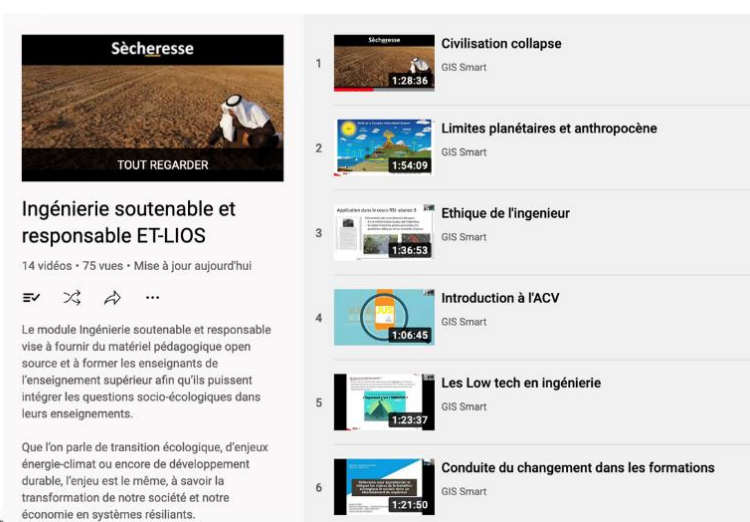 Sècheresse
TOUT REGARDER
Ingénierie soutenable et
responsable ET-LIOS
14 vidéos • 75 vues • Mise à jour aujourd'hui
Le module Ingénierie soutenable et responsable
vise à fournir du matériel pédagogique open
source et à former les enseignants de
l'enseignement supérieur afin qu'ils puissent
intégrer les questions socio-écologiques dans
leurs enseignements.
Que l'on parle de transition écologique, d'enjeux
énergie-climat ou encore de développement
durable, l'enjeu est le même, à savoir la
transformation de notre société et notre
économie en systèmes résiliants.
1
Sècheresse
1:28:36
Civilisation collapse
GIS Smart
2
1:54:09
Limites planétaires et anthropocène
GIS Smart
3
1:36:53
Ethique de l'ingenieur
GIS Smart
4
1:06:45
Introduction à l'ACV
GIS Smart
5
1:23:37
Les Low tech en ingénierie
GIS Smart
6
1:21:50
Conduite du changement dans les formations
GIS Smart